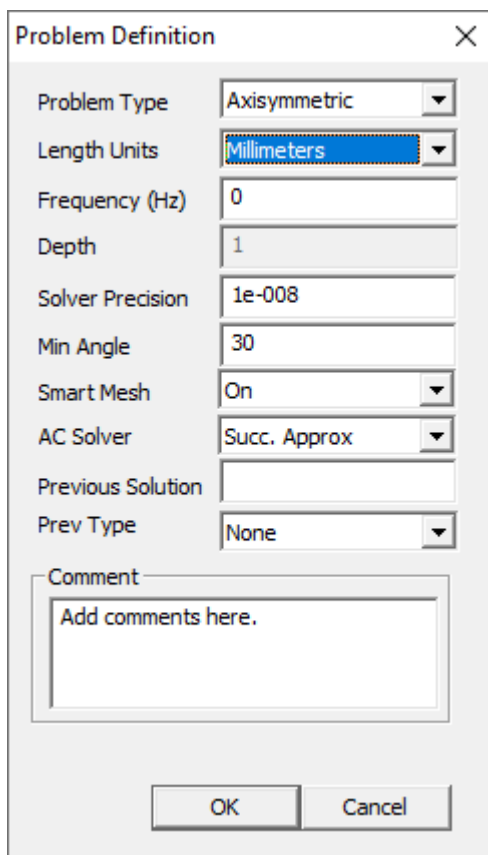 Problem Definition
Problem Type Axisymmetric
Length Units Millimeters
Frequency (Hz) 0
Depth 1
Solver Precision 1e-008
Min Angle 30
Smart Mesh On
AC Solver Succ. Approx
Previous Solution
Prev Type None
Comment
Add comments here.
OK Cancel